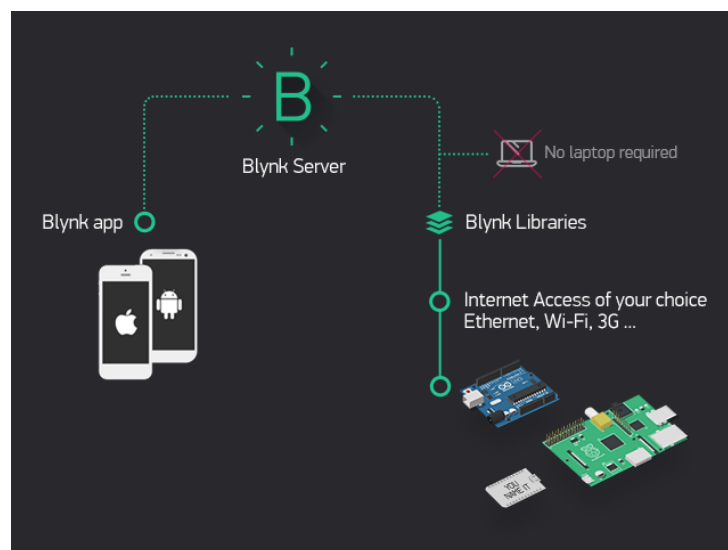 B
Blynk Server
No laptop required
Blynk app
Blynk Libraries
Internet Access of your choice
Ethernet, Wi-Fi, 3G ...
YOU
NAME IT